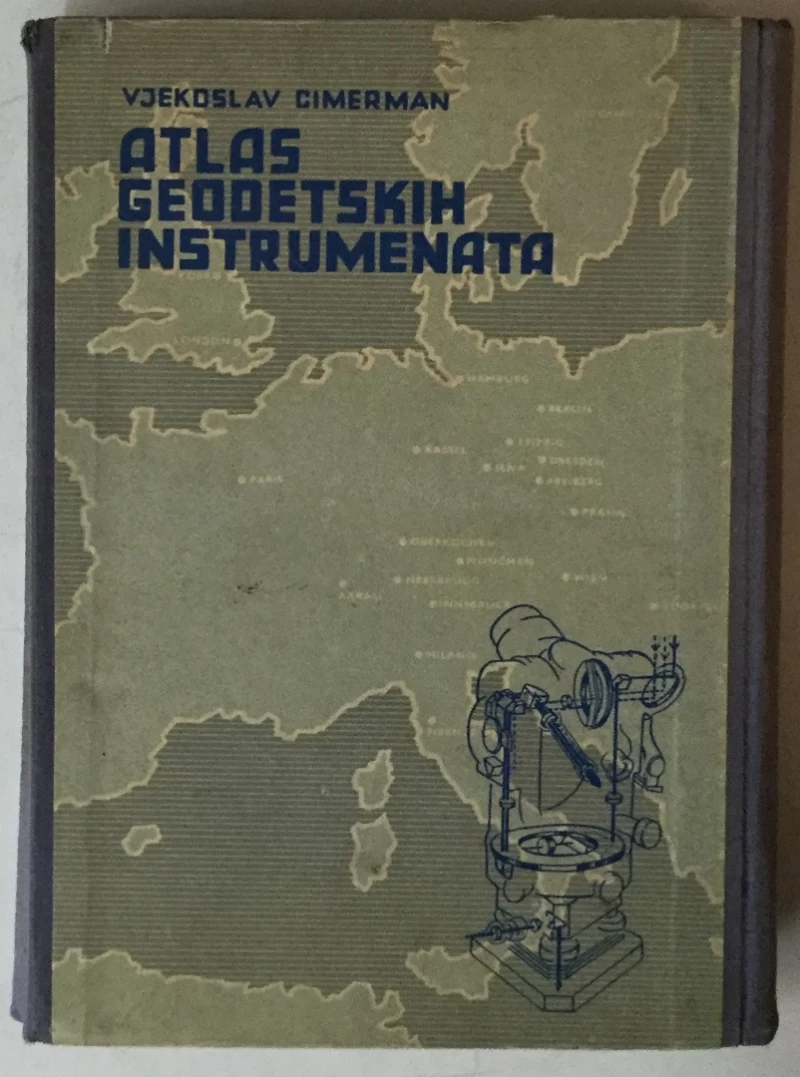 VJEKOSLAV CIMERMAN
ATLAS
GEODETSKIH
INSTRUMENATA
LONDON
HAMBURG
BERLIN
LEIPZIG
KASSEL
DRESDEN
JENA
PARIS
FREIBERG
PRAHA
OBERKOCHEN
MÜNCHEN
HEERBRUGG
WIEN
AARAU
INNSBRUCK
MILANO